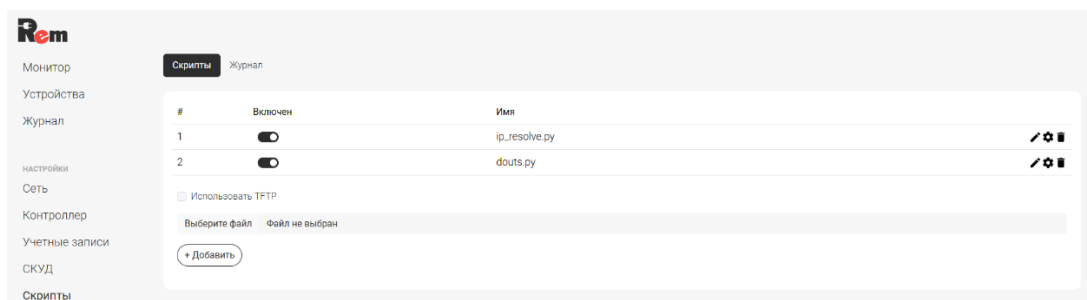 Rem
Монитор
Устройства
Журнал
НАСТРОЙКИ
Сеть
Контроллер
Учетные записи
СКУД
Скрипты
Скрипты Журнал
# Включен Имя
1 ip_resolve.py
2 douts.py
Использовать TFTP
Выберите файл Файл не выбран
+ Добавить